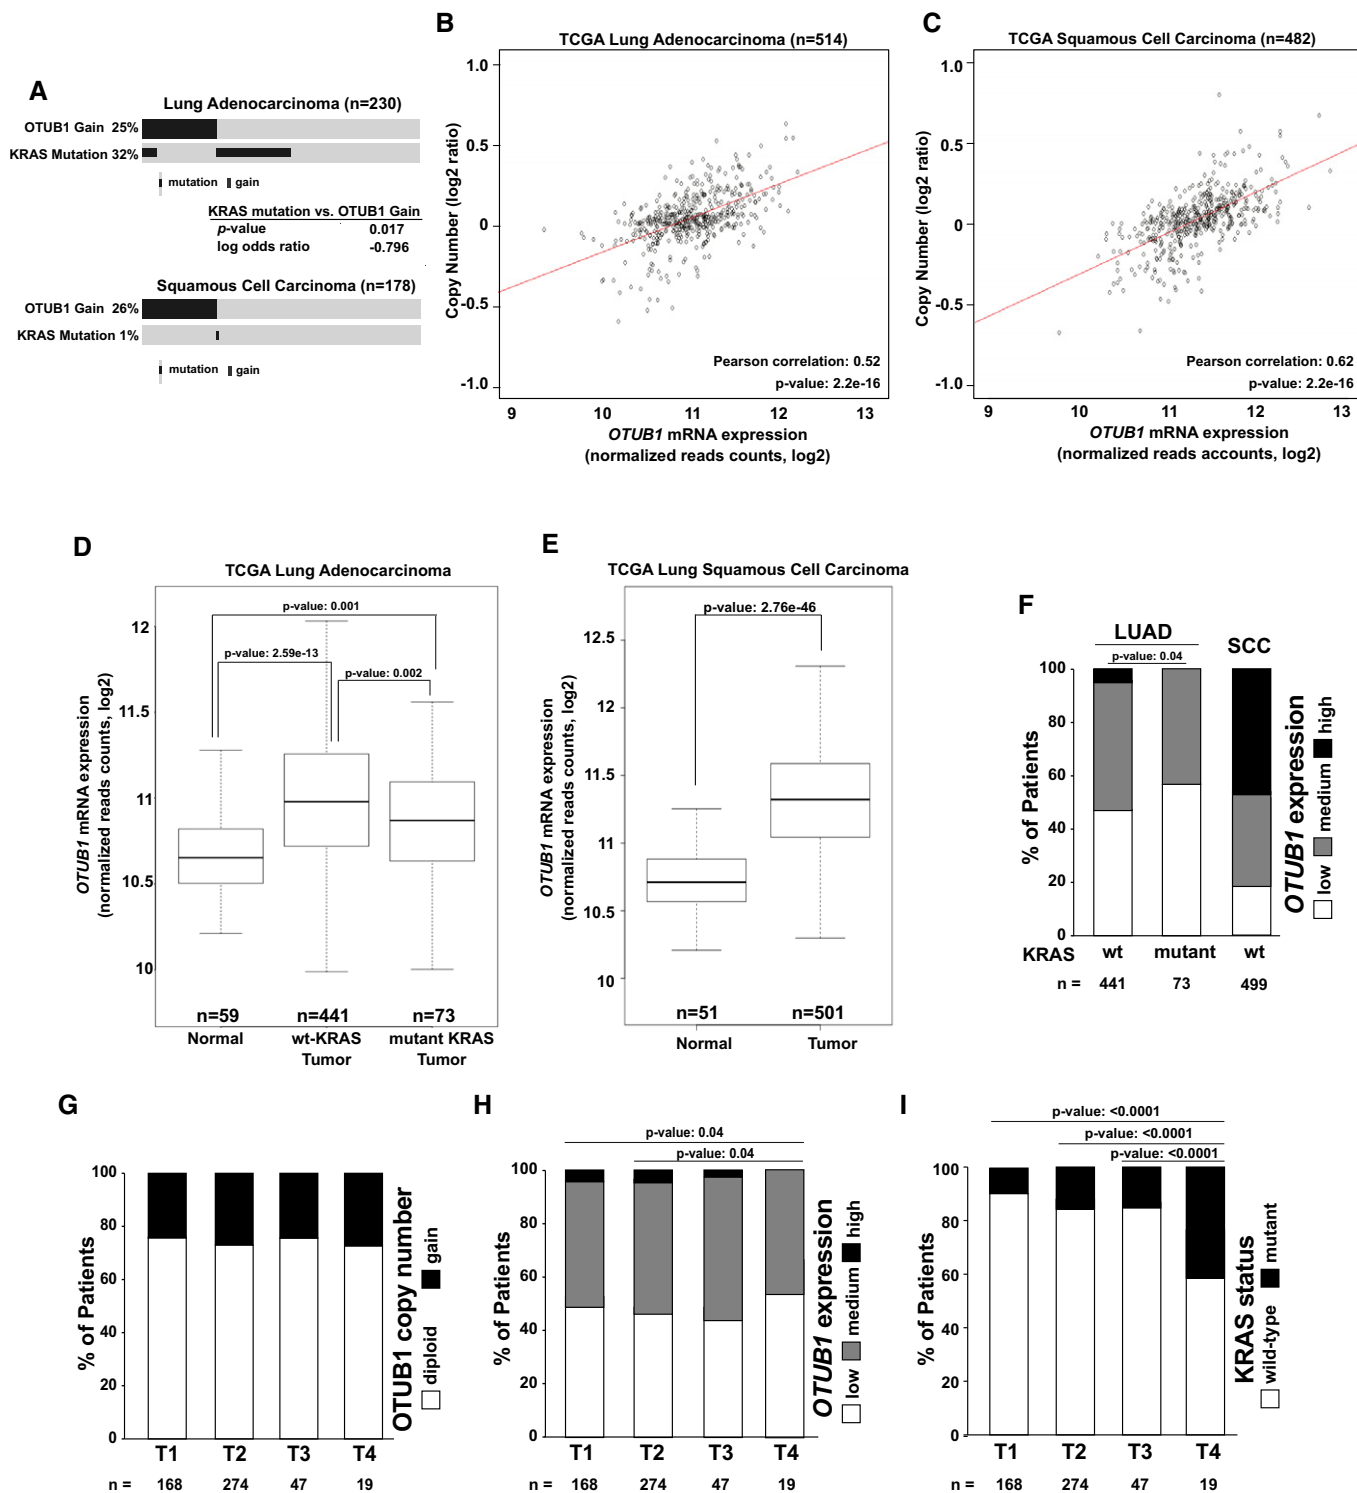 A
Lung Adenocarcinoma (n=230)
OTUB1 Gain 25%
KRAS Mutation 32%
mutation gain
KRAS mutation vs. OTUB1 Gain
p-value 0.017
log odds ratio -0.796
Squamous Cell Carcinoma (n=178)
OTUB1 Gain 26%
KRAS Mutation 1%
mutation gain
B
TCGA Lung Adenocarcinoma (n=514)
Copy Number (log2 ratio)
1.0
0.5
0
-0.5
-1.0
Pearson correlation: 0.52
p-value: 2.2e-16
9 10 11 12 13
OTUB1 mRNA expression
(normalized reads counts, log2)
C
TCGA Squamous Cell Carcinoma (n=482)
Copy Number (log2 ratio)
1.0
0.5
0
-0.5
-1.0
Pearson correlation: 0.62
p-value: 2.2e-16
9 10 11 12 13
OTUB1 mRNA expression
(normalized reads accounts, log2)
D
TCGA Lung Adenocarcinoma
OTUB1 mRNA expression
(normalized reads counts, log2)
12
11.5
11
10.5
10
p-value: 0.001
p-value: 2.59e-13
p-value: 0.002
n=59 n=441 n=73
Normal wt-KRAS mutant KRAS
Tumor Tumor
E
TCGA Lung Squamous Cell Carcinoma
OTUB1 mRNA expression
(normalized reads counts, log2)
12.5
12
11.5
11
10.5
10
p-value: 2.76e-46
n=51 n=501
Normal Tumor
F
LUAD SCC
p-value: 0.04
% of Patients
100
80
60
40
20
0
KRAS wt mutant wt
n = 441 73 499
OTUB1 expression
low medium high
G
% of Patients
100
80
60
40
20
0
T1 T2 T3 T4
n = 168 274 47 19
OTUB1 copy number
diploid gain
H
p-value: 0.04
p-value: 0.04
% of Patients
100
80
60
40
20
0
T1 T2 T3 T4
n = 168 274 47 19
OTUB1 expression
low medium high
I
p-value: <0.0001
p-value: <0.0001
p-value: <0.0001
% of Patients
100
80
60
40
20
0
T1 T2 T3 T4
n = 168 274 47 19
KRAS status
wild-type mutant